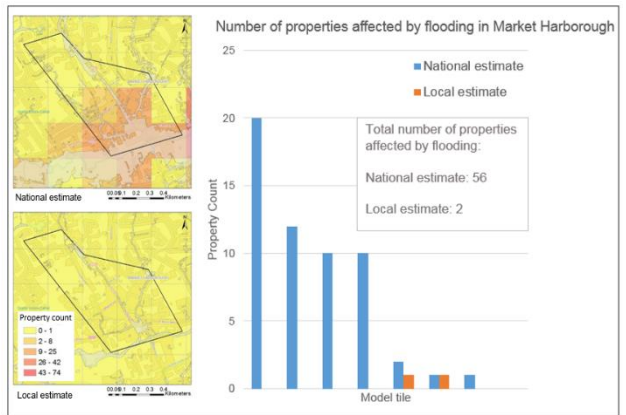 Number of properties affected by flooding in Market Harborough
National estimate
Local estimate
Total number of properties
affected by flooding:
National estimate: 56
Local estimate: 2
Property Count
25
20
15
10
5
0
Model tile
Kilometers
National estimate
Property count
0 - 1
2 - 8
9 - 25
26 - 42
43 - 74
Kilometers
Local estimate